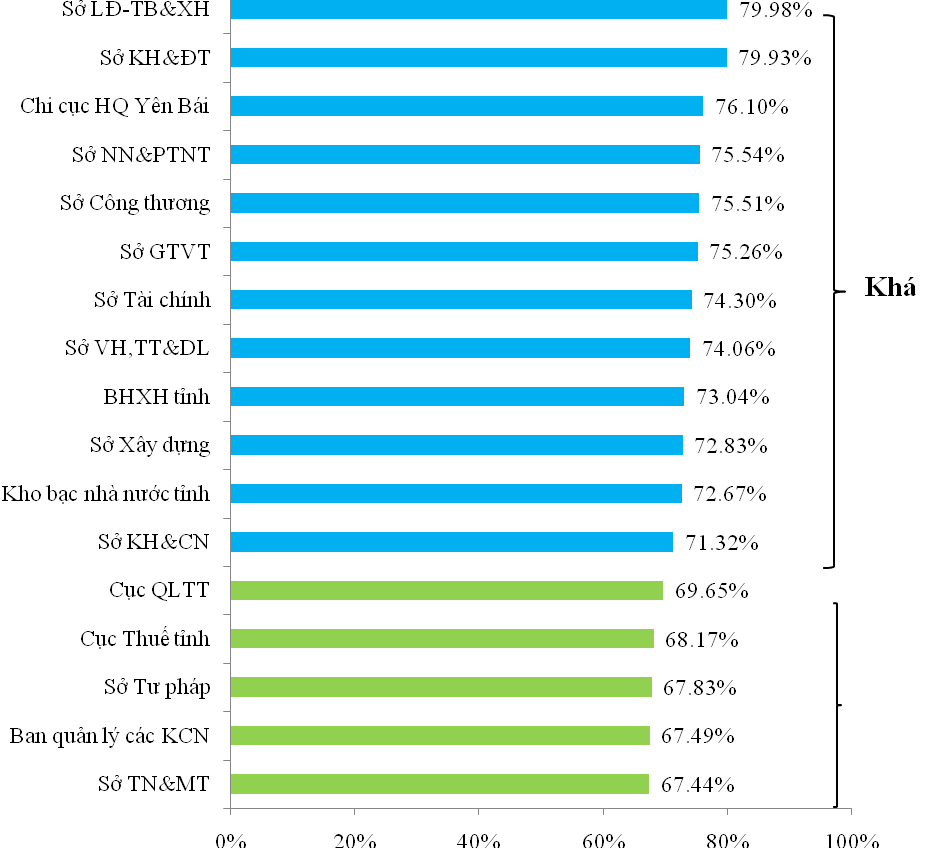 Sở LĐ-TB&XH 79.98%
Sở KH&ĐT 79.93%
Chi cục HQ Yên Bái 76.10%
Sở NN&PTNT 75.54%
Sở Công thương 75.51%
Sở GTVT 75.26%
Khá
Sở Tài chính 74.30%
Sở VH,TT&DL 74.06%
BHXH tỉnh 73.04%
Sở Xây dựng 72.83%
Kho bạc nhà nước tỉnh 72.67%
Sở KH&CN 71.32%
Cục QLTT 69.65%
Cục Thuế tỉnh 68.17%
Sở Tư pháp 67.83%
Ban quản lý các KCN 67.49%
Sở TN&MT 67.44%
0% 20% 40% 60% 80% 100%